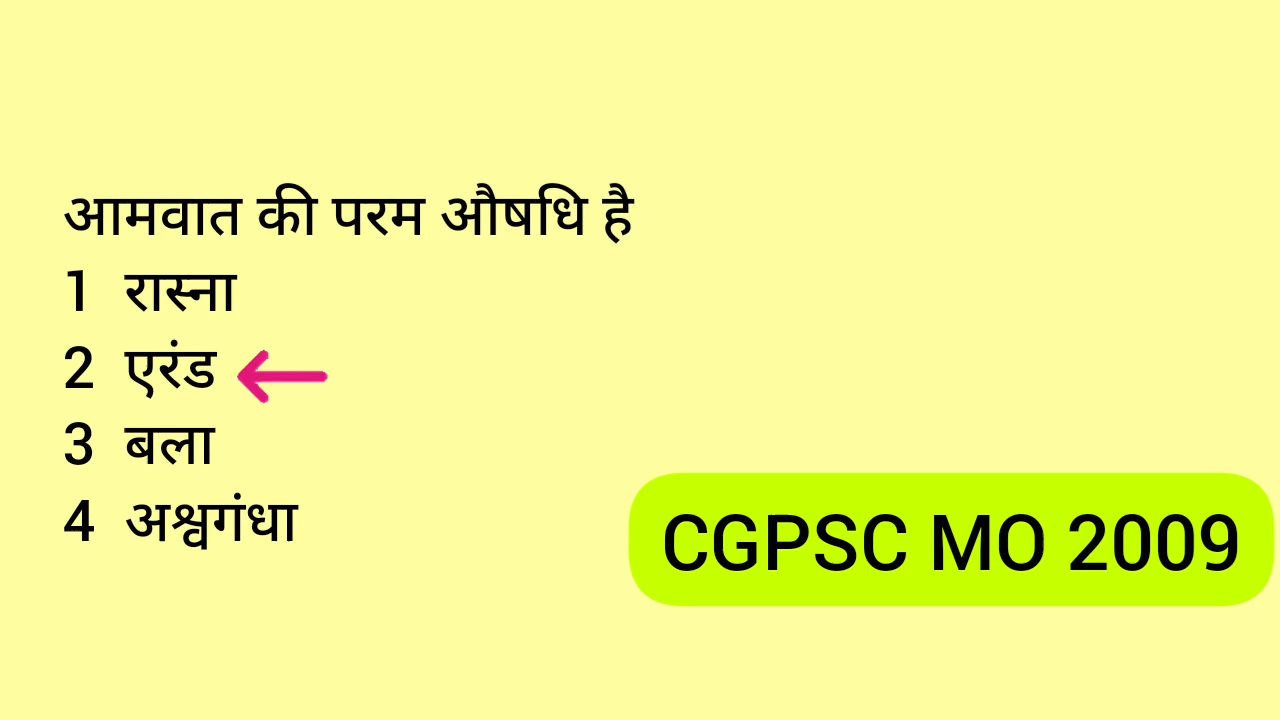 आमवात की परम औषधि है
1 रास्ना
2 एरंड
3 बला
4 अश्वगंधा
CGPSC MO 2009